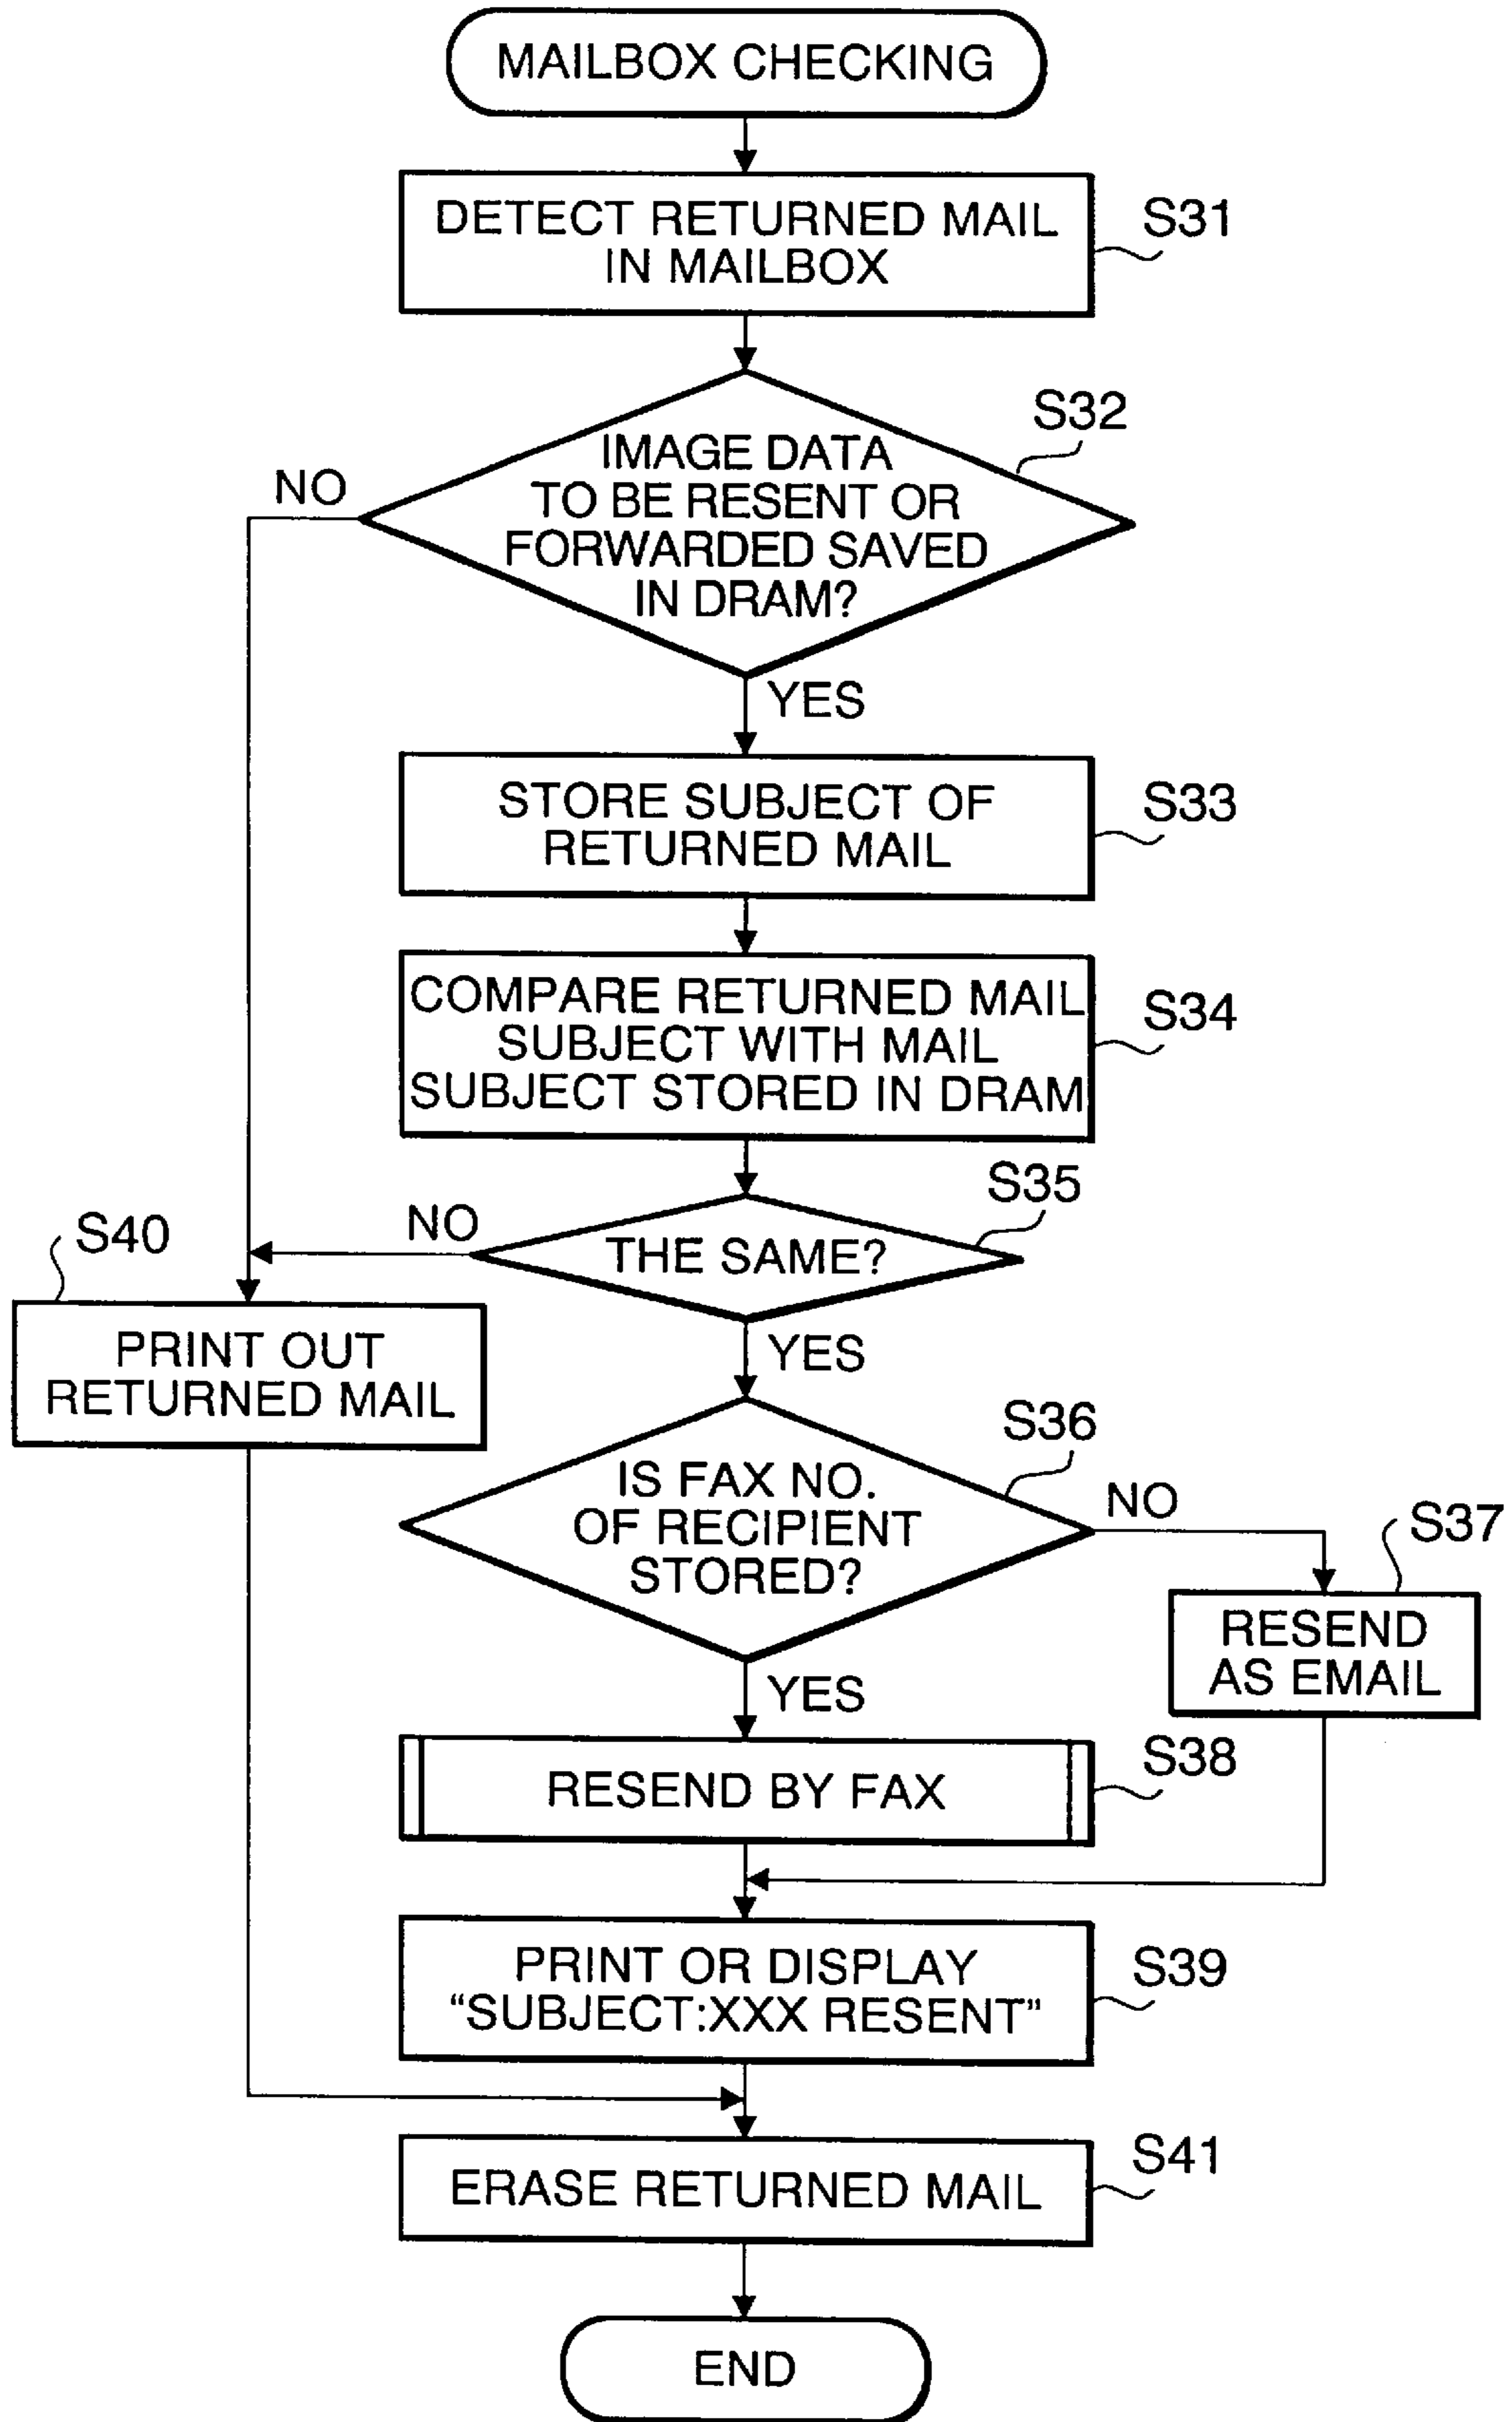 MAILBOX CHECKING
DETECT RETURNED MAIL
IN MAILBOX
S31
S32
IMAGE DATA
TO BE RESENT OR
FORWARDED SAVED
IN DRAM?
NO
YES
STORE SUBJECT OF
RETURNED MAIL
S33
COMPARE RETURNED MAIL
SUBJECT WITH MAIL
SUBJECT STORED IN DRAM
S34
S35
THE SAME?
NO
S40
PRINT OUT
RETURNED MAIL
YES
S36
IS FAX NO.
OF RECIPIENT
STORED?
NO
S37
RESEND
AS EMAIL
YES
RESEND BY FAX
S38
PRINT OR DISPLAY
“SUBJECT:XXX RESENT”
S39
ERASE RETURNED MAIL
S41
END